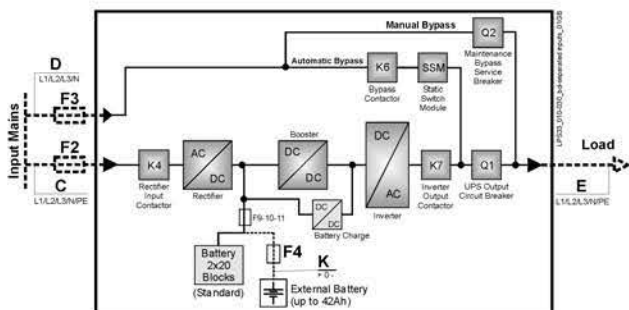 Manual Bypass
Q2
Maintenance
Bypass
Service
Breaker
D
L1/L2/L3/N
Automatic Bypass
K6
SSM
Bypass
Contactor
Static
Switch
Module
F3
Input Mains
F2
C
L1/L2/L3/N/PE
K4
Rectifier
Input
Contactor
AC
DC
Rectifier
Booster
DC
DC
DC
AC
Inverter
K7
Inverter
Output
Contactor
Q1
UPS Output
Circuit Breaker
Load
E
L1/L2/L3/N/PE
DC
DC
Battery Charge
F9-10-11
F4
K
+ 0 -
Battery
2x20
Blocks
(Standard)
External Battery
(up to 42Ah)